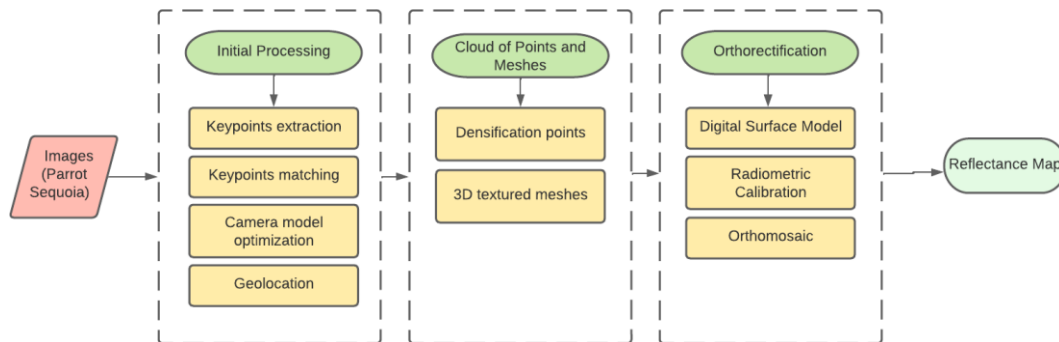 Images
(Parrot
Sequoia)
Initial Processing
Keypoints extraction
Keypoints matching
Camera model
optimization
Geolocation
Cloud of Points and
Meshes
Densification points
3D textured meshes
Orthorectification
Digital Surface Model
Radiometric
Calibration
Orthomosaic
Reflectance Map